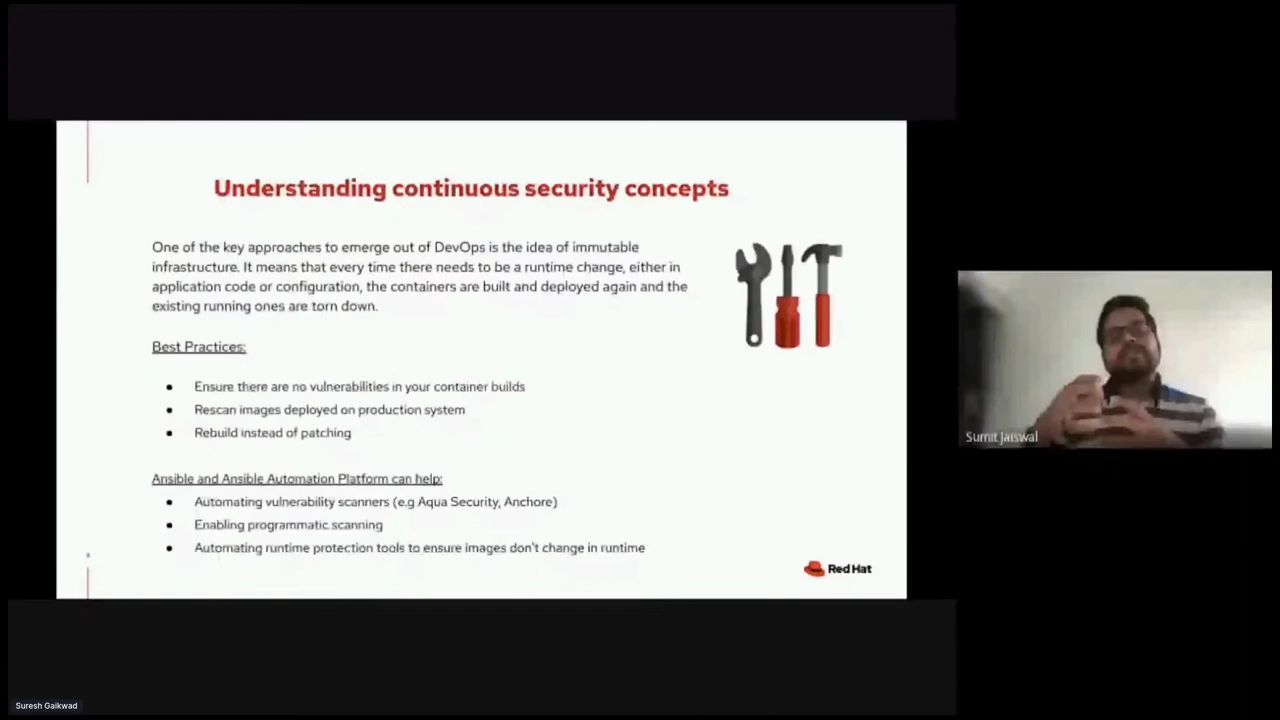 Understanding continuous security concepts
One of the key approaches to emerge out of DevOps is the idea of immutable
infrastructure. It means that every time there needs to be a runtime change, either in
application code or configuration, the containers are built and deployed again and the
existing running ones are torn down.
Best Practices:
● Ensure there are no vulnerabilities in your container builds
● Rescan images deployed on production system
● Rebuild instead of patching
Ansible and Ansible Automation Platform can help:
● Automating vulnerability scanners (e.g Aqua Security, Anchore)
● Enabling programmatic scanning
● Automating runtime protection tools to ensure images don't change in runtime
Red Hat
Sumit Jaiswal
Suresh Gaikwad